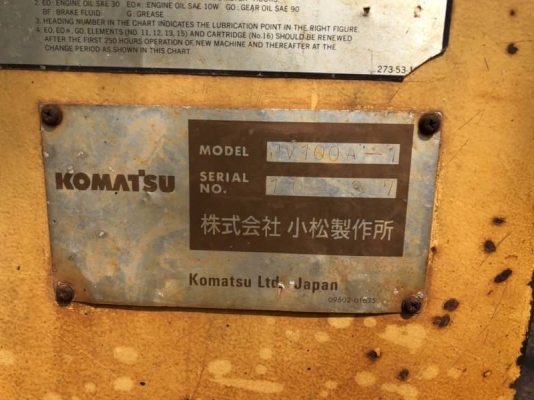 2. EO: ENGINE OIL SAE 30 EO※: ENGINE OIL SAE 10W GO: GEAR OIL SAE 90
BF: BRAKE FLUID. G: GREASE
3. HEADING NUMBER IN THE CHART INDICATES THE LUBRICATION POINT IN THE RIGHT FIGURE.
4. EO, EO※, GO. ELEMENTS (NO. 11, 12, 13, 15) AND CARTRIDGE (No.16) SHOULD BE RENEWED
AFTER THE FIRST 250 HOURS OPERATION OF NEW MACHINE AND THEREAFTER AT THE
CHANGE PERIOD AS SHOWN IN THIS CHART.
273-53
KOMATSU
MODEL JV100A-1
SERIAL
NO.
株式会社 小松製作所
Komatsu Ltd. Japan